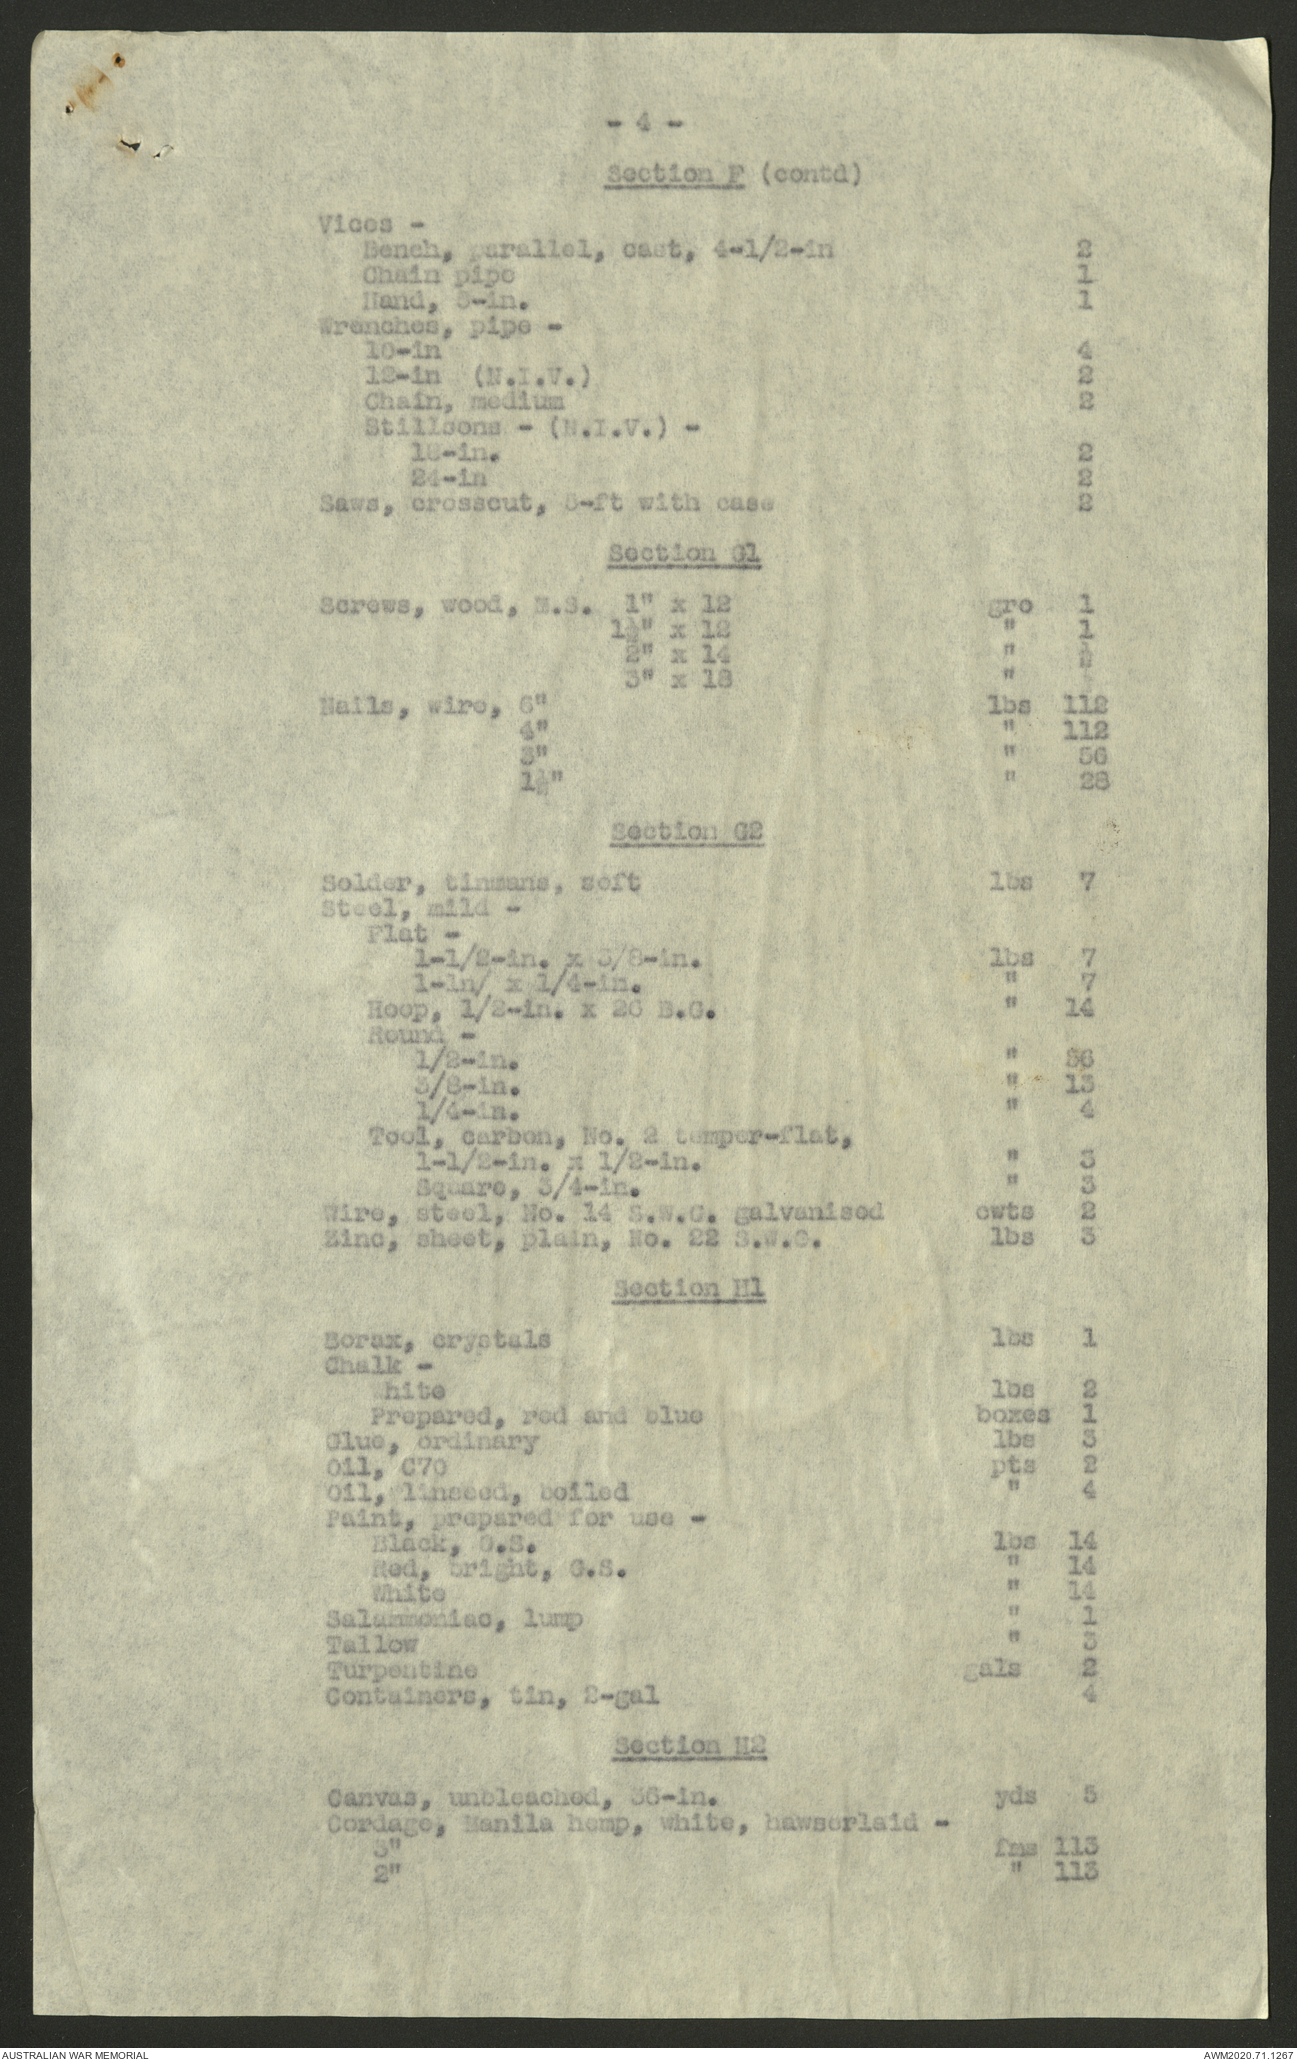 - 4 -
Section F (contd)
Vices -
Bench, parallel, cast, 4-1/2-in 2
Chain pipe 1
Hand, 5-in. 1
Wrenches, pipe -
10-in 4
12-in (N.I.V.) 2
Chain, medium 2
Stillsons - (N.I.V.) -
18-in. 2
24-in 2
Saws, crosscut, 5-ft with case 2
Section G1
Screws, wood, M.S. 1" x 12 gro 1
1½" x 12 " 1
2" x 14 " ½
3" x 18 "
Nails, wire, 6" lbs 112
4" " 112
3" " 56
1½" " 28
Section G2
Solder, tinmans, soft lbs 7
Steel, mild -
Flat -
1-1/2-in. x 3/8-in. lbs 7
1-in/ x 1/4-in. " 7
Hoop, 1/2-in. x 26 B.G. " 14
Round -
1/2-in. " 36
3/8-in. " 13
1/4-in. " 4
Tool, carbon, No. 2 temper-flat,
1-1/2-in. x 1/2-in. " 3
Square, 3/4-in. " 3
Wire, steel, No. 14 S.W.G. galvanised cwts 2
Zinc, sheet, plain, No. 22 S.W.G. lbs 3
Section H1
Borax, crystals lbs 1
Chalk -
White lbs 2
Prepared, red and blue boxes 1
Glue, ordinary lbs 3
Oil, C70 pts 2
Oil, linseed, boiled " 4
Paint, prepared for use -
Black, G.S. lbs 14
Red, bright, G.S. " 14
White " 14
Salammoniac, lump " 1
Tallow " 3
Turpentine gals 2
Containers, tin, 2-gal 4
Section H2
Canvas, unbleached, 36-in. yds 5
Cordage, Manila hemp, white, hawserlaid -
3" fms 113
2" " 113
AUSTRALIAN WAR MEMORIAL AWM2020.71.1267